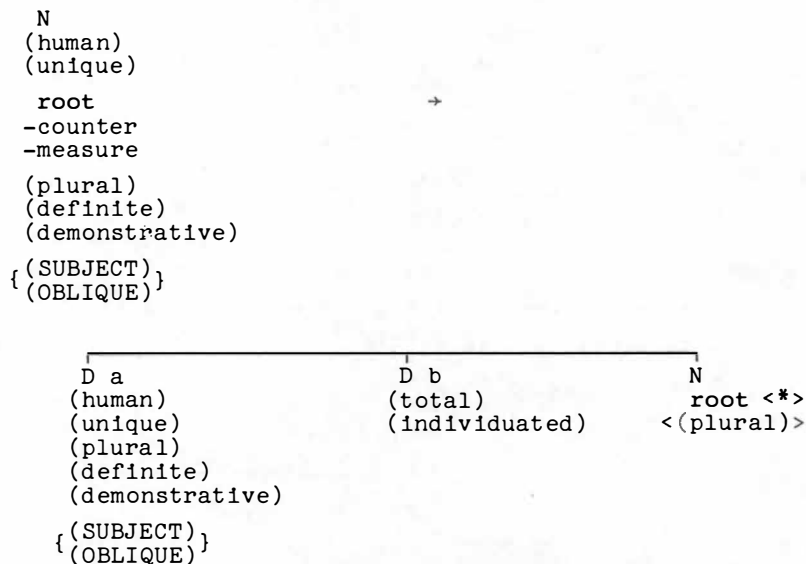 N
(human)
(unique)
root →
-counter
-measure
(plural)
(definite)
(demonstrative)
{(SUBJECT)}
{(OBLIQUE)}
D a D b N
(human) (total) root <*>
(unique) (individuated) <(plural)>
(plural)
(definite)
(demonstrative)
{(SUBJECT)}
{(OBLIQUE)}